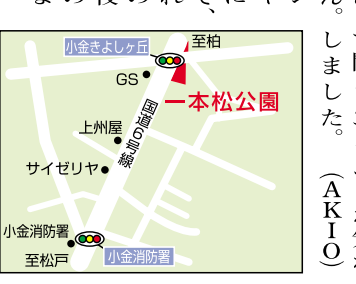 しました。（AKIO）
小金きよしヶ丘
至柏
GS
一本松公園
国道6号線
上州屋
サイゼリヤ
小金消防署
小金消防署
至松戸